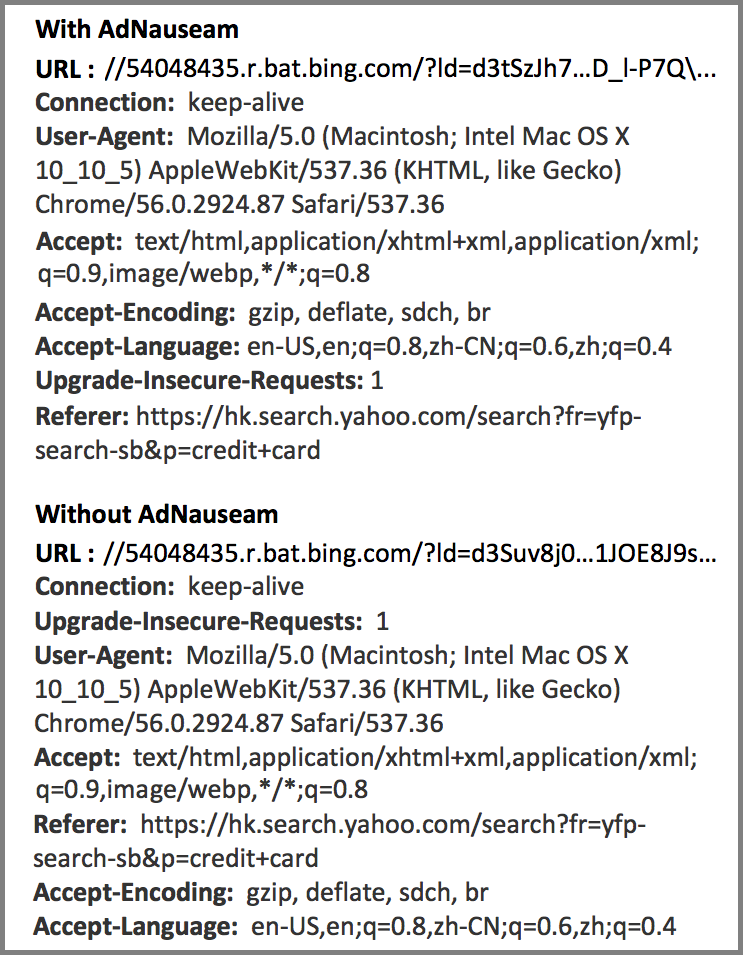 With AdNauseam
URL : //54048435.r.bat.bing.com/?ld=d3tSzJh7...D_l-P7Q\...
Connection: keep-alive
User-Agent: Mozilla/5.0 (Macintosh; Intel Mac OS X
10_10_5) AppleWebKit/537.36 (KHTML, like Gecko)
Chrome/56.0.2924.87 Safari/537.36
Accept: text/html,application/xhtml+xml,application/xml;
q=0.9,image/webp,*/*;q=0.8
Accept-Encoding: gzip, deflate, sdch, br
Accept-Language: en-US,en;q=0.8,zh-CN;q=0.6,zh;q=0.4
Upgrade-Insecure-Requests: 1
Referer: https://hk.search.yahoo.com/search?fr=yfp-
search-sb&p=credit+card
Without AdNauseam
URL : //54048435.r.bat.bing.com/?ld=d3Suv8j0...1JOE8J9s...
Connection: keep-alive
Upgrade-Insecure-Requests: 1
User-Agent: Mozilla/5.0 (Macintosh; Intel Mac OS X
10_10_5) AppleWebKit/537.36 (KHTML, like Gecko)
Chrome/56.0.2924.87 Safari/537.36
Accept: text/html,application/xhtml+xml,application/xml;
q=0.9,image/webp,*/*;q=0.8
Referer: https://hk.search.yahoo.com/search?fr=yfp-
search-sb&p=credit+card
Accept-Encoding: gzip, deflate, sdch, br
Accept-Language: en-US,en;q=0.8,zh-CN;q=0.6,zh;q=0.4